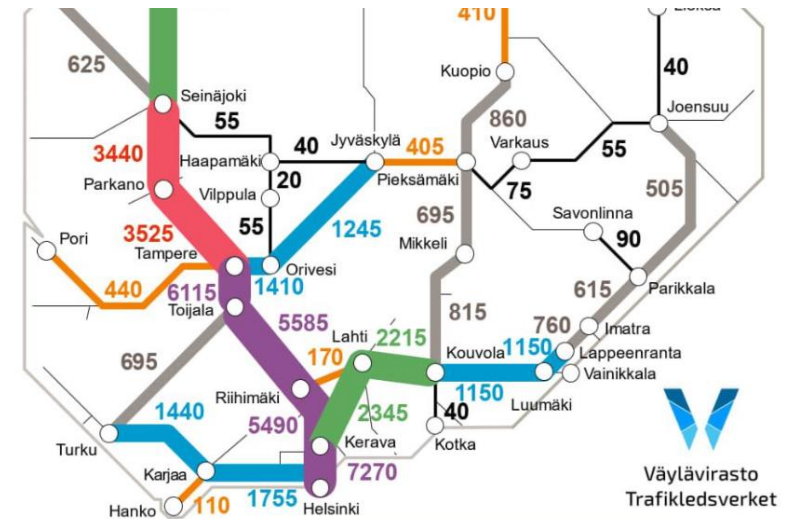 410
625
Kuopio
40
Seinäjoki
Joensuu
860
55
Varkaus
3440
40
Jyväskylä
405
55
Haapamäki
Pieksämäki
75
Parkano
20
505
Vilppula
695
Savonlinna
3525
55
1245
90
Pori
Mikkeli
Tampere
Orivesi
440
6115
1410
615
Parikkala
Toijala
815
5585
Lahti
2215
760
Imatra
170
Kouvola
1150
Lappeenranta
695
1150
Vainikkala
Riihimäki
Luumäki
1440
5490
2345
40
Turku
Kerava
Kotka
Karjaa
7270
Väylävirasto
Hanko
110
1755
Helsinki
Trafikledsverket